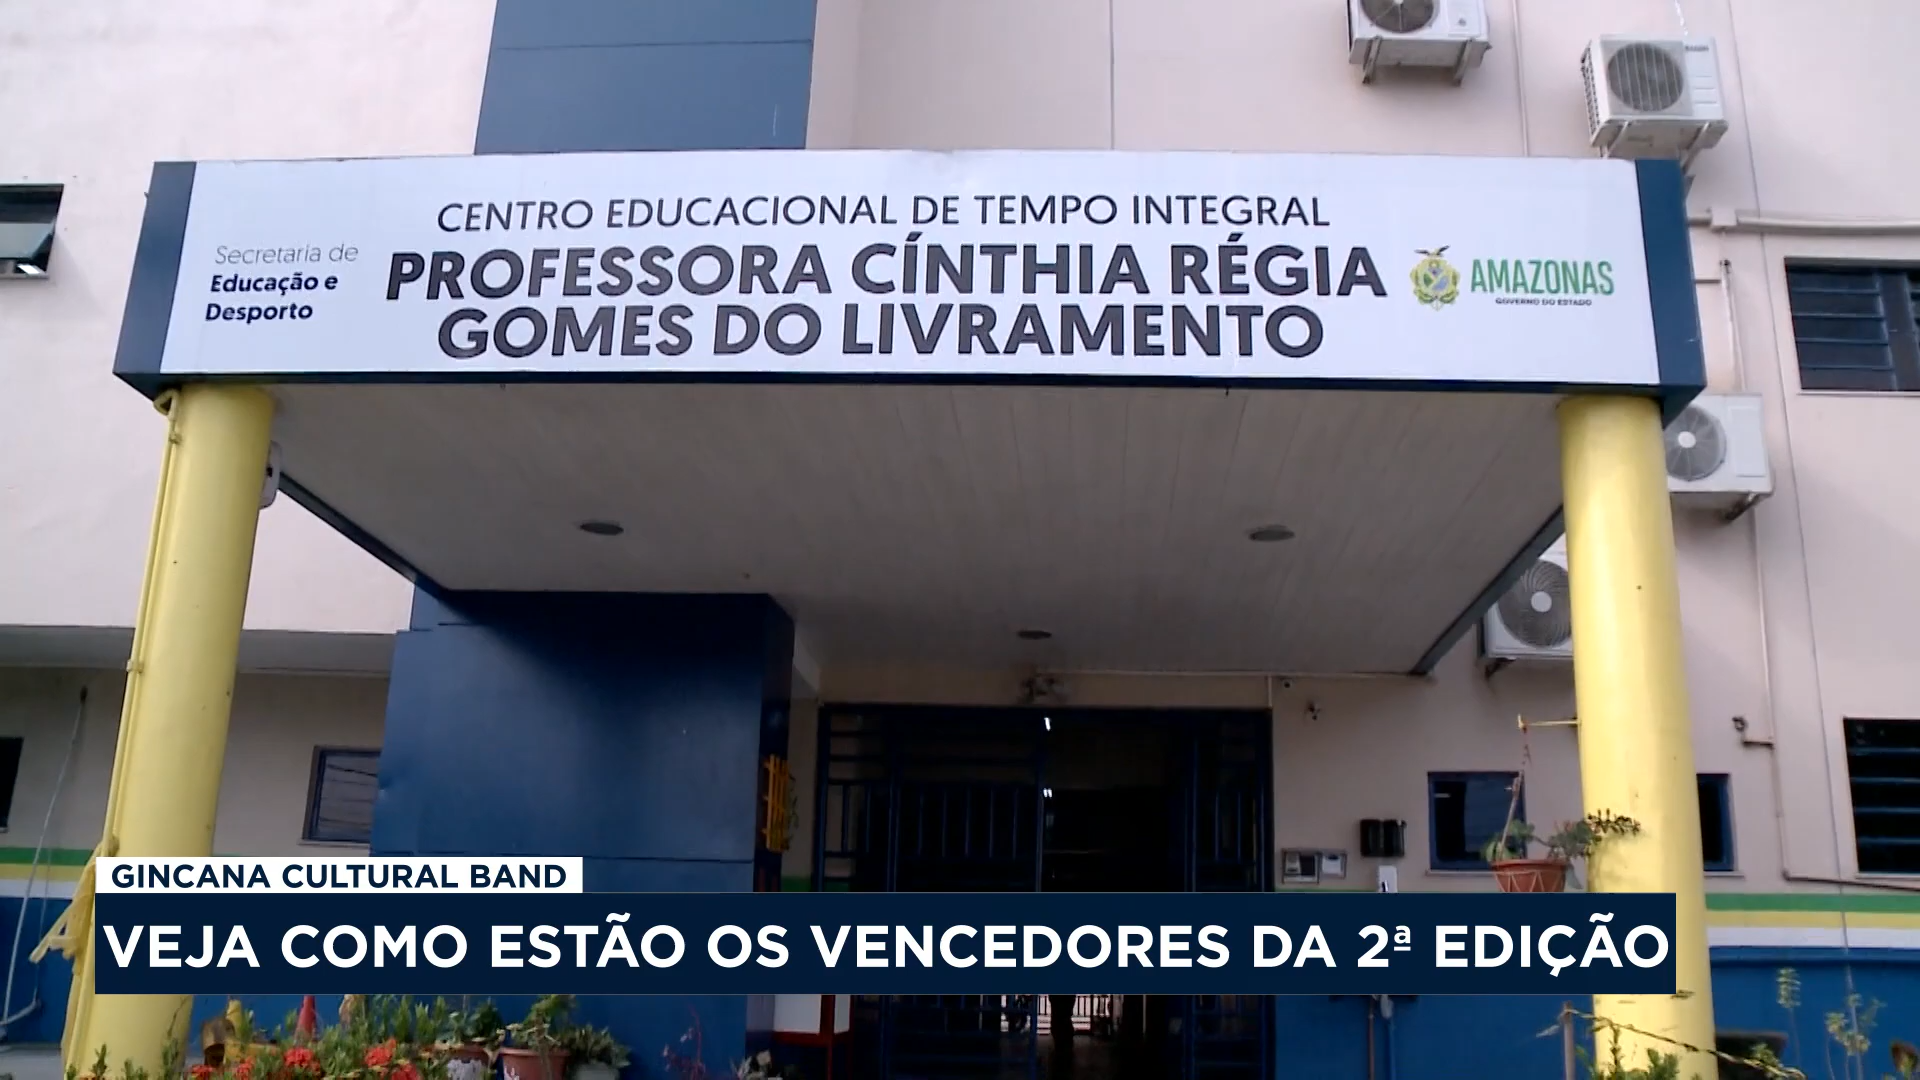 CENTRO EDUCACIONAL DE TEMPO INTEGRAL
PROFESSORA CÍNTHIA RÉGIA
GOMES DO LIVRAMENTO
Secretaria de
Educação e
Desporto
AMAZONAS
GOVERNO DO ESTADO
GINCANA CULTURAL BAND
VEJA COMO ESTÃO OS VENCEDORES DA 2ª EDIÇÃO